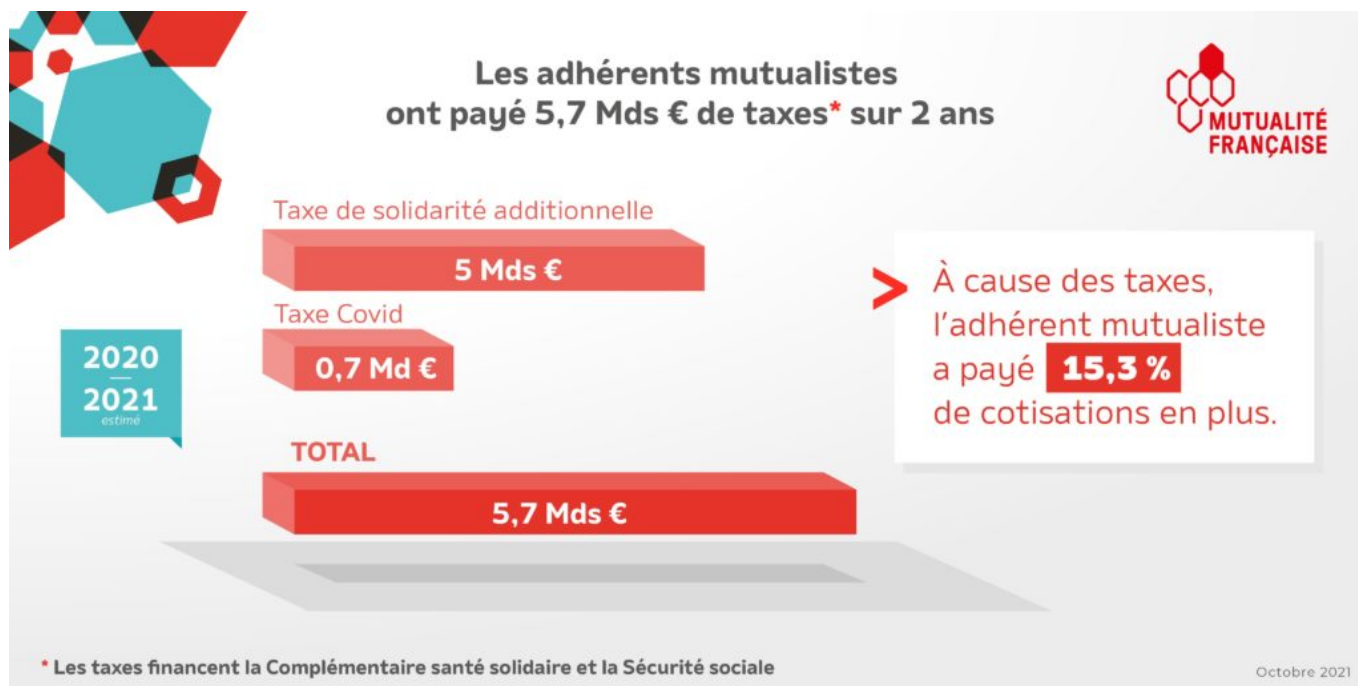 Les adhérents mutualistes
ont payé 5,7 Mds € de taxes* sur 2 ans
MUTUALITÉ
FRANÇAISE
Taxe de solidarité additionnelle
5 Mds €
Taxe Covid
0,7 Md €
2020
2021
estimé
TOTAL
5,7 Mds €
> À cause des taxes,
l'adhérent mutualiste
a payé 15,3 %
de cotisations en plus.
* Les taxes financent la Complémentaire santé solidaire et la Sécurité sociale
Octobre 2021